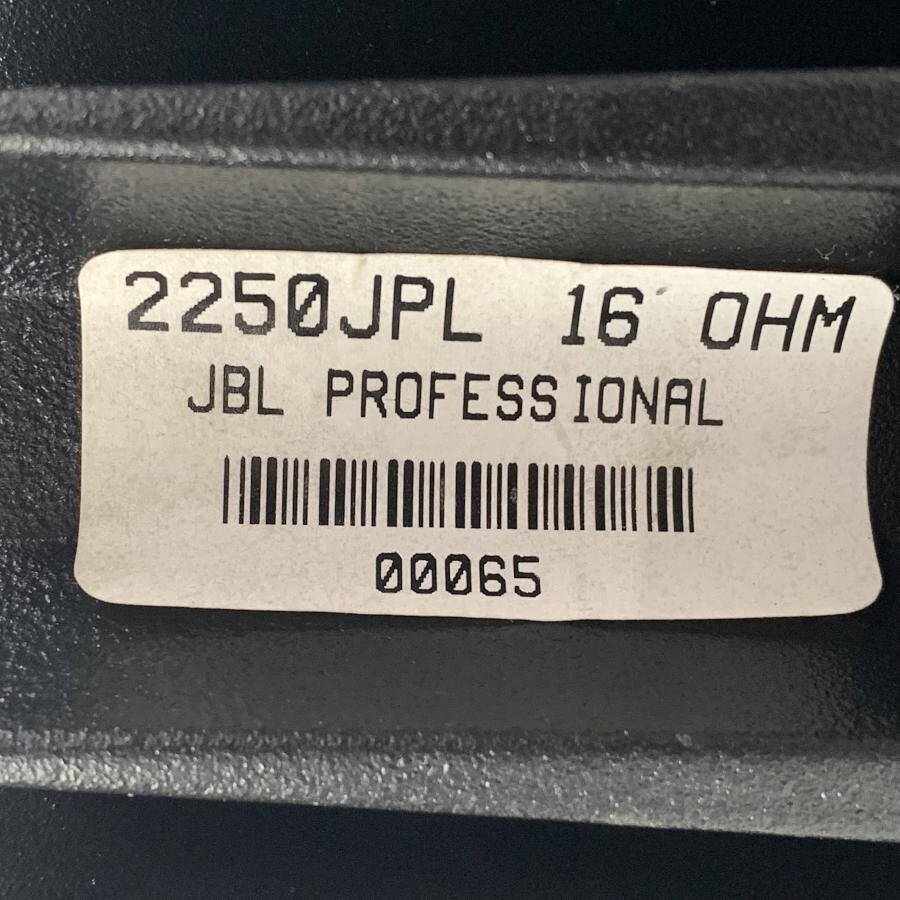 2250JPL 16 OHM
JBL PROFESSIONAL
00065